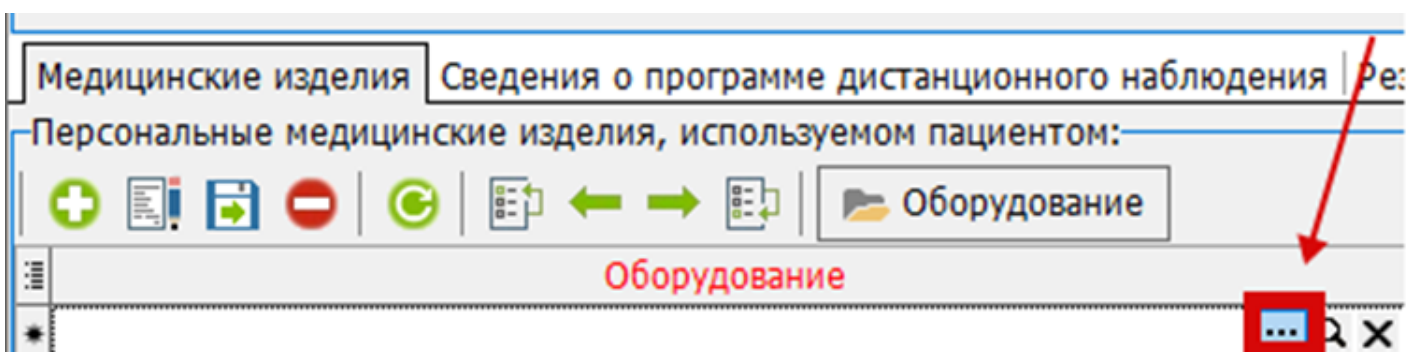 Медицинские изделия Сведения о программе дистанционного наблюдения
Персональные медицинские изделия, используемом пациентом:
Оборудование
Оборудование
...